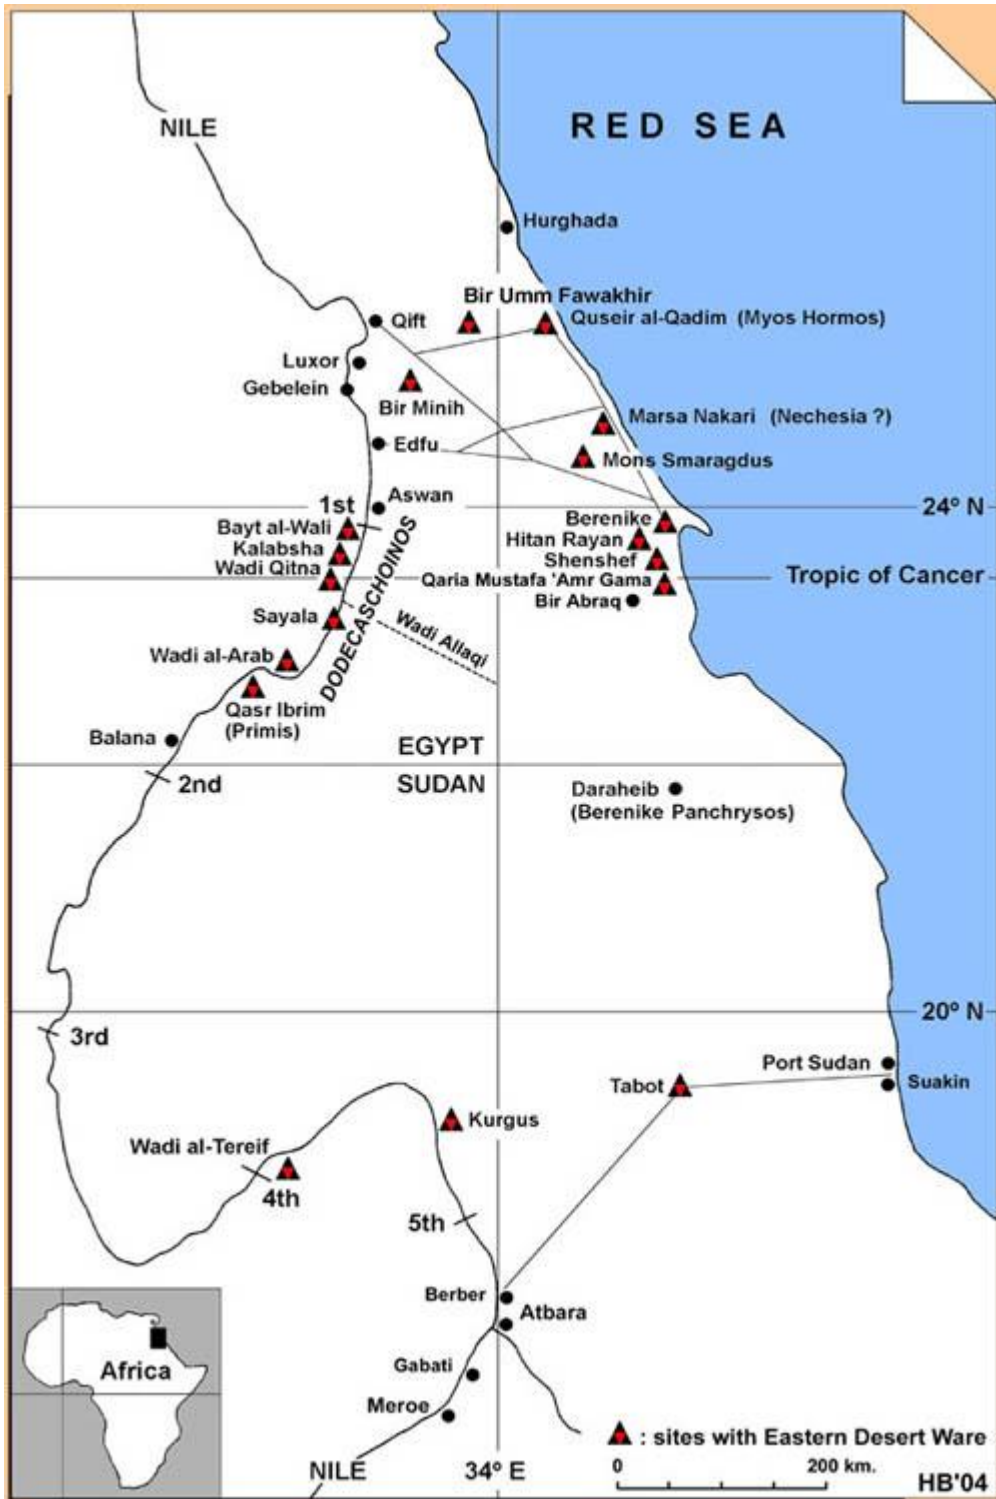 NILE
RED SEA
Hurghada
Bir Umm Fawakhir
Qift
Quseir al-Qadim (Myos Hormos)
Luxor
Gebelein
Bir Minih
Marsa Nakari (Nechesia ?)
Edfu
Mons Smaragdus
Aswan
1st
24º N
Bayt al-Wali
Berenike
Kalabsha
Hitan Rayan
Wadi Qitna
Shenshef
Qaria Mustafa 'Amr Gama
Tropic of Cancer
Bir Abraq
Sayala
DODECASCHOINOS
Wadi Allaqi
Wadi al-Arab
Qasr Ibrim
(Primis)
Balana
EGYPT
SUDAN
2nd
Daraheib
(Berenike Panchrysos)
20º N
3rd
Port Sudan
Tabot
Suakin
Kurgus
Wadi al-Tereif
4th
5th
Berber
Atbara
Africa
Gabati
Meroe
: sites with Eastern Desert Ware
NILE
34º E
0 200 km.
HB'04